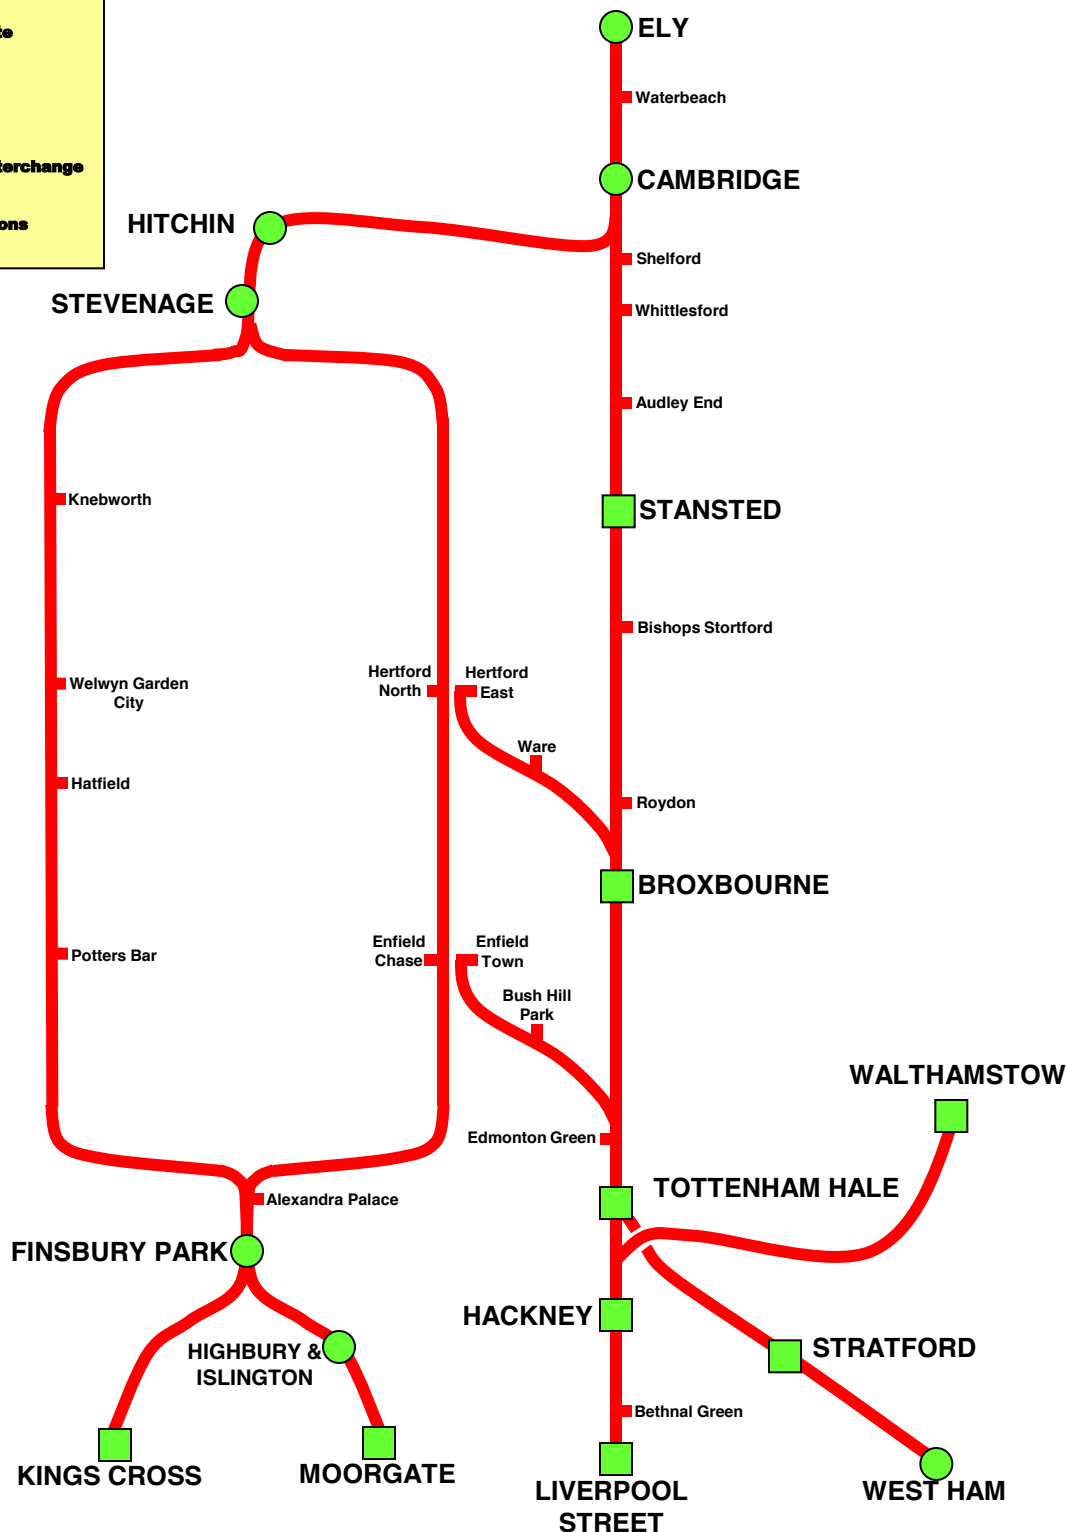 ELY
Waterbeach
CAMBRIDGE
terchange
HITCHIN
ons
Shelford
STEVENAGE
Whittlesford
Audley End
Knebworth
STANSTED
Bishops Stortford
Hertford
North
Hertford
East
Welwyn Garden
City
Ware
Hatfield
Roydon
BROXBOURNE
Enfield
Chase
Enfield
Town
Potters Bar
Bush Hill
Park
WALTHAMSTOW
Edmonton Green
TOTTENHAM HALE
Alexandra Palace
FINSBURY PARK
HACKNEY
STRATFORD
HIGHBURY &
ISLINGTON
Bethnal Green
KINGS CROSS
MOORGATE
LIVERPOOL
STREET
WEST HAM